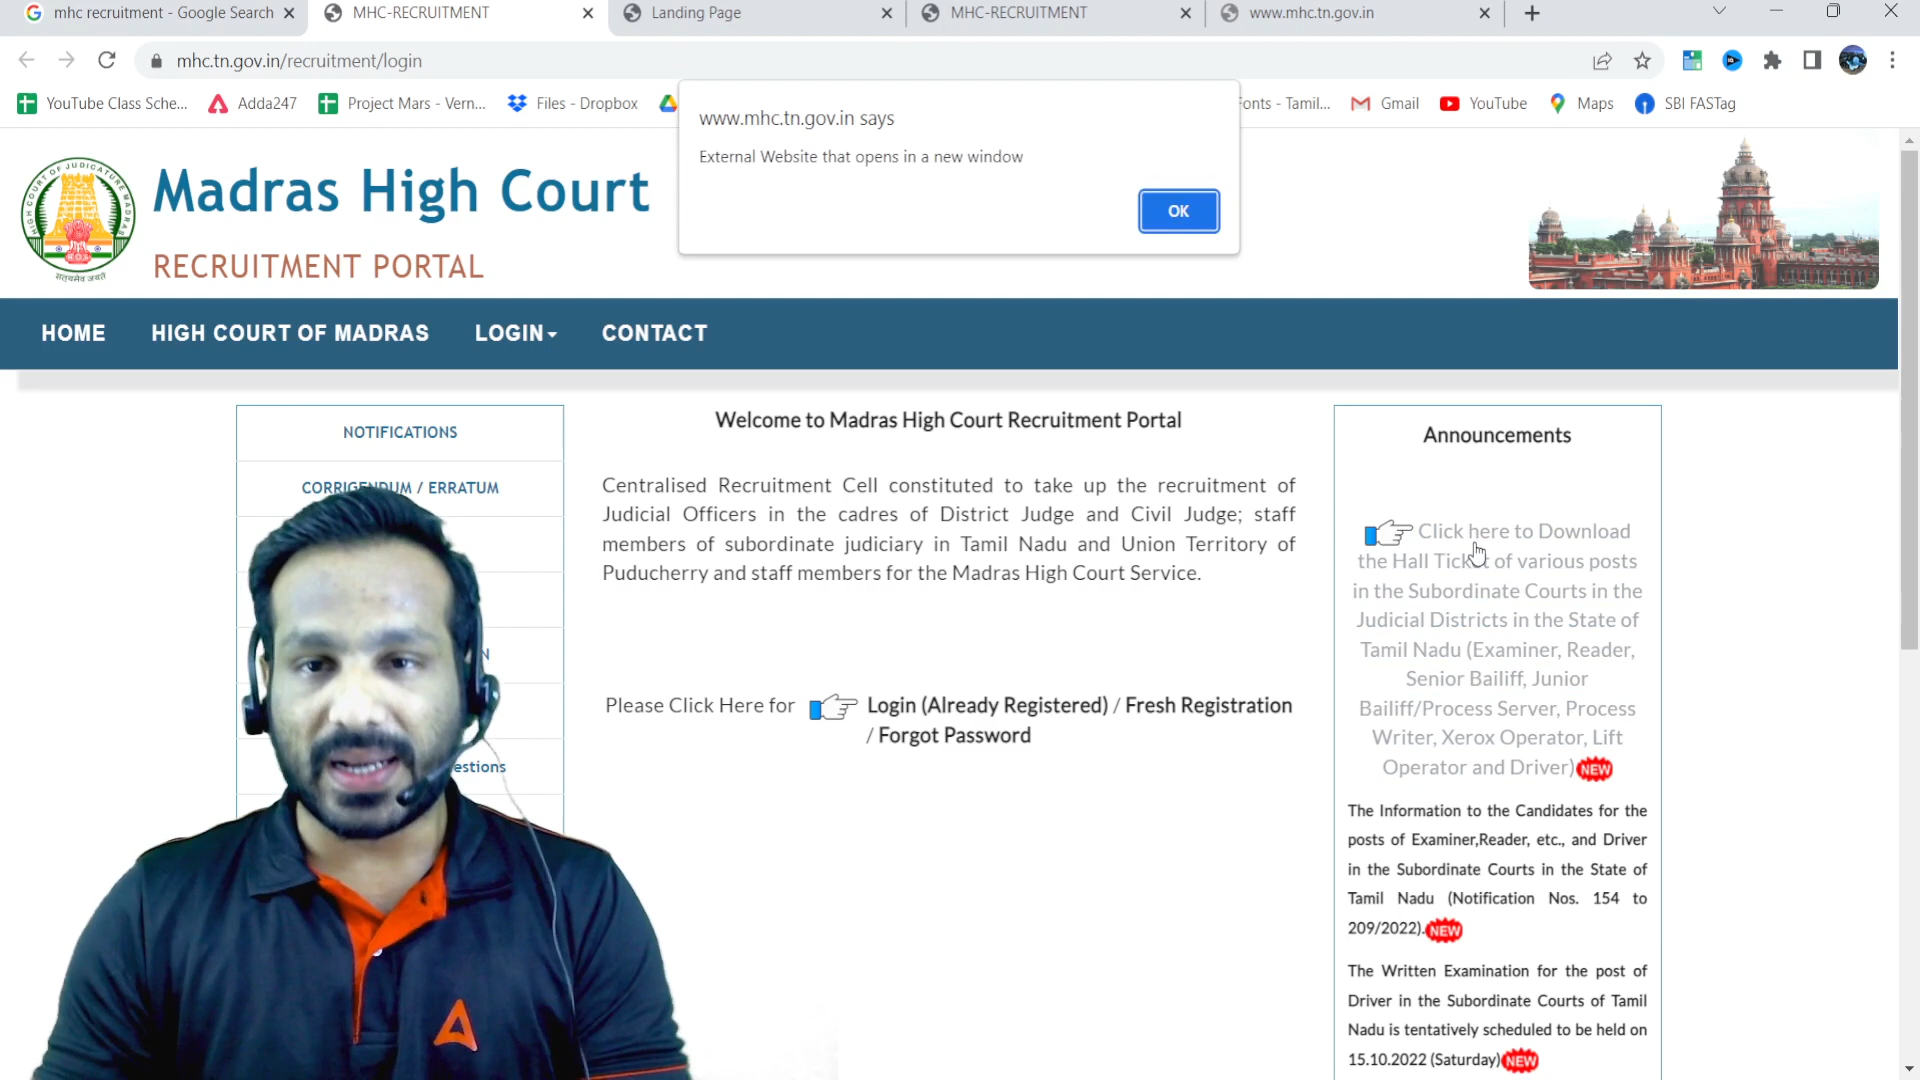 mhc recruitment - Google Search
MHC-RECRUITMENT
Landing Page
MHC-RECRUITMENT
www.mhc.tn.gov.in
mhc.tn.gov.in/recruitment/login
YouTube Class Sche...
Adda247
Project Mars - Vern...
Files - Dropbox
Fonts - Tamil...
Gmail
YouTube
Maps
SBI FASTag
www.mhc.tn.gov.in says
External Website that opens in a new window
OK
Madras High Court
RECRUITMENT PORTAL
HOME
HIGH COURT OF MADRAS
LOGIN
CONTACT
NOTIFICATIONS
CORRIGENDUM / ERRATUM
N
estions
Welcome to Madras High Court Recruitment Portal
Centralised Recruitment Cell constituted to take up the recruitment of
Judicial Officers in the cadres of District Judge and Civil Judge; staff
members of subordinate judiciary in Tamil Nadu and Union Territory of
Puducherry and staff members for the Madras High Court Service.
Please Click Here for Login (Already Registered) / Fresh Registration
/ Forgot Password
Announcements
Click here to Download
the Hall Ticket of various posts
in the Subordinate Courts in the
Judicial Districts in the State of
Tamil Nadu (Examiner, Reader,
Senior Bailiff, Junior
Bailiff/Process Server, Process
Writer, Xerox Operator, Lift
Operator and Driver) NEW
The Information to the Candidates for the
posts of Examiner,Reader, etc., and Driver
in the Subordinate Courts in the State of
Tamil Nadu (Notification Nos. 154 to
209/2022). NEW
The Written Examination for the post of
Driver in the Subordinate Courts of Tamil
Nadu is tentatively scheduled to be held on
15.10.2022 (Saturday) NEW